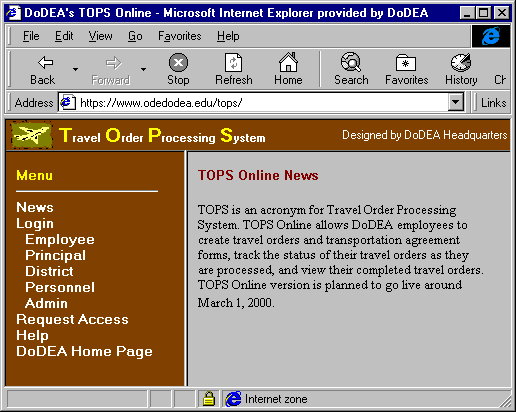 DoDEA's TOPS Online - Microsoft Internet Explorer provided by DoDEA
File Edit View Go Favorites Help
Back Forward Stop Refresh Home Search Favorites History Ch
Address https://www.odedodea.edu/tops/ Links
Travel Order Processing System Designed by DoDEA Headquarters
Menu
News
Login
Employee
Principal
District
Personnel
Admin
Request Access
Help
DoDEA Home Page
TOPS Online News
TOPS is an acronym for Travel Order Processing
System. TOPS Online allows DoDEA employees to
create travel orders and transportation agreement
forms, track the status of their travel orders as they
are processed, and view their completed travel orders.
TOPS Online version is planned to go live around
March 1, 2000.
Internet zone